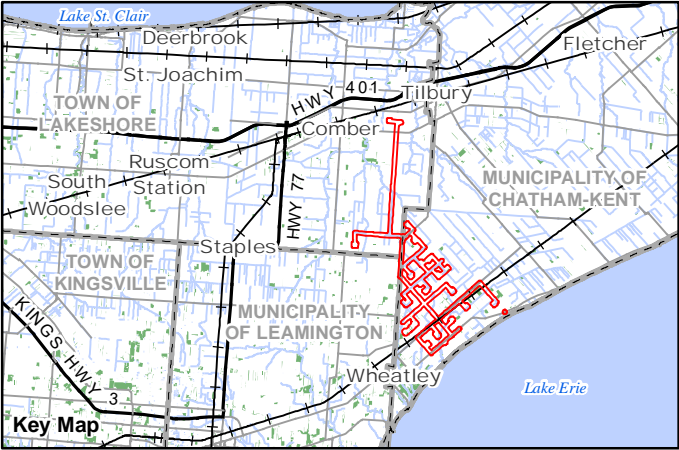 Lake St. Clair
Deerbrook
Fletcher
St. Joachim
HWY 401
Tilbury
TOWN OF
LAKESHORE
Comber
Ruscom
Station
MUNICIPALITY OF
CHATHAM-KENT
South
Woodslee
HWY 77
Staples
TOWN OF
KINGSVILLE
MUNICIPALITY
OF LEAMINGTON
KINGS HWY 3
Wheatley
Lake Erie
Key Map